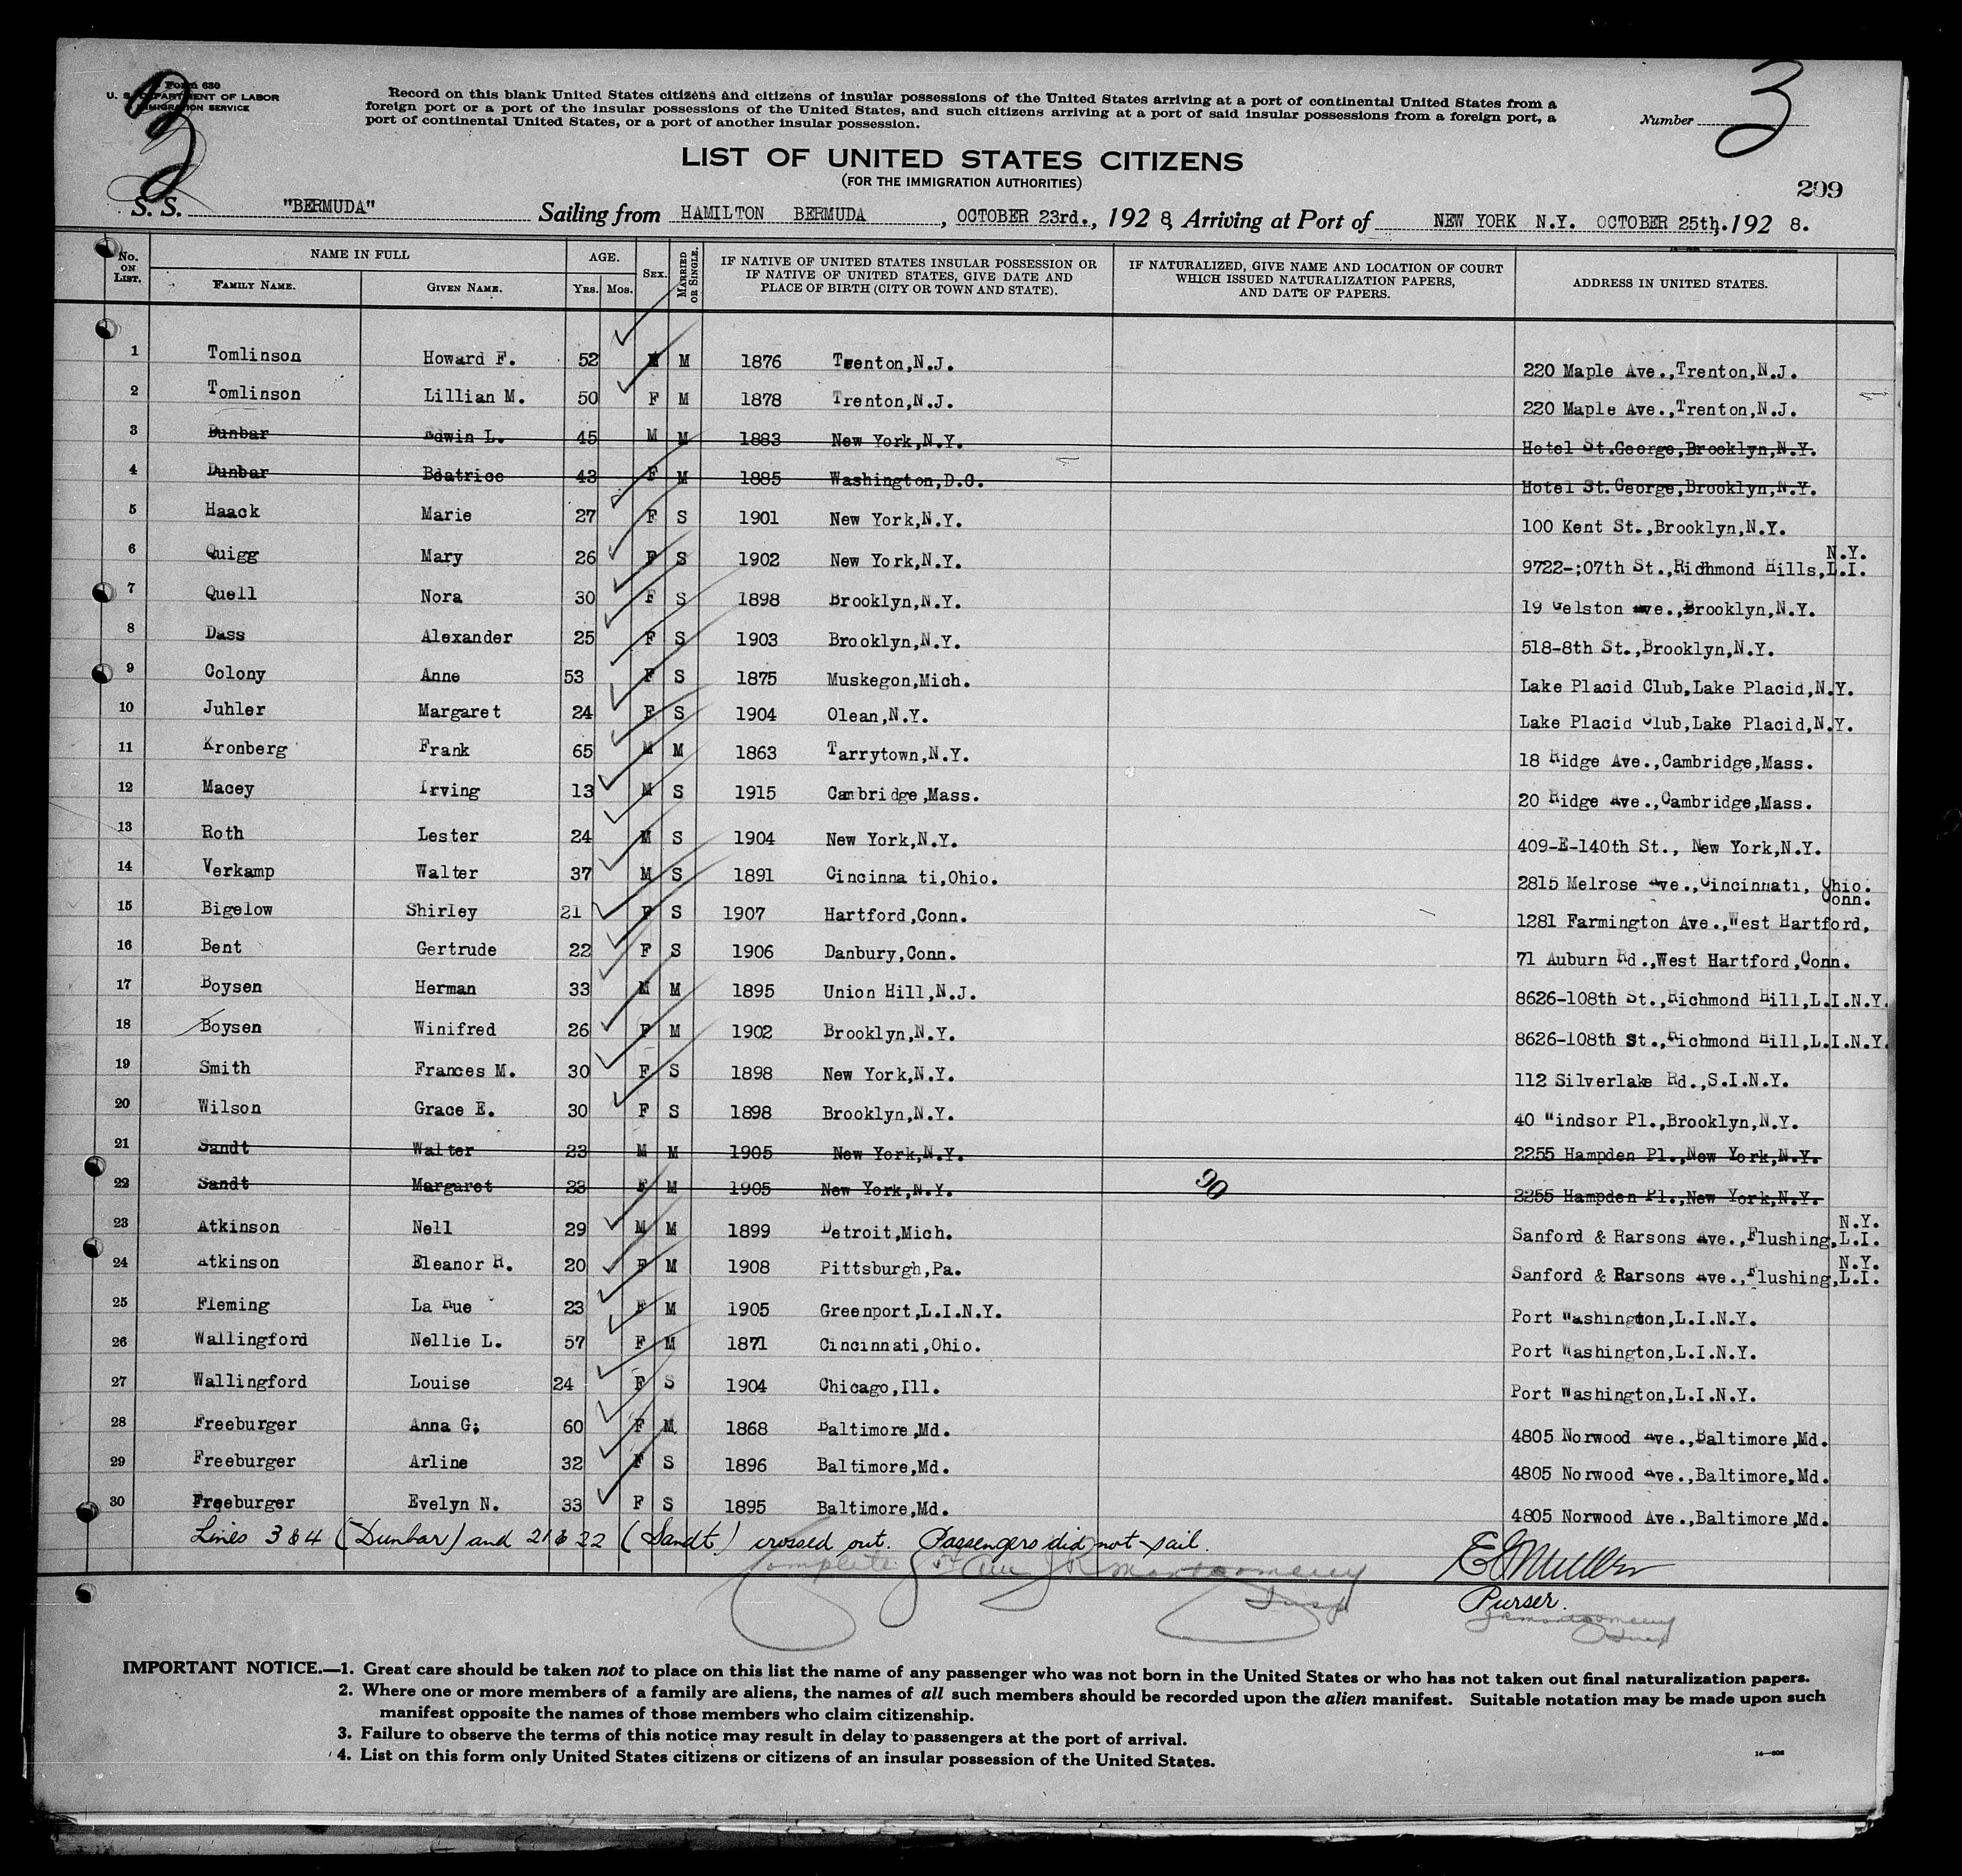 Form 630
U. S. DEPARTMENT OF LABOR
IMMIGRATION SERVICE
Record on this blank United States citizens and citizens of insular possessions of the United States arriving at a port of continental United States from a
foreign port or a port of the insular possessions of the United States, and such citizens arriving at a port of said insular possessions from a foreign port, a
port of continental United States, or a port of another insular possession.
Number 3
3
LIST OF UNITED STATES CITIZENS
(FOR THE IMMIGRATION AUTHORITIES)
209
S. S. "BERMUDA" Sailing from HAMILTON BERMUDA, OCTOBER 23rd., 192 8, Arriving at Port of NEW YORK N.Y. OCTOBER 25th, 192 8.
No. ON LIST. NAME IN FULL FAMILY NAME. GIVEN NAME. AGE. YRS. MOS. SEX. MARRIED OR SINGLE. IF NATIVE OF UNITED STATES INSULAR POSSESSION OR IF NATIVE OF UNITED STATES, GIVE DATE AND PLACE OF BIRTH (CITY OR TOWN AND STATE). IF NATURALIZED, GIVE NAME AND LOCATION OF COURT WHICH ISSUED NATURALIZATION PAPERS, AND DATE OF PAPERS. ADDRESS IN UNITED STATES.
1 Tomlinson Howard F. 52 M M 1876 Trenton,N.J. 220 Maple Ave.,Trenton,N.J.
2 Tomlinson Lillian M. 50 F M 1878 Trenton,N.J. 220 Maple Ave.,Trenton,N.J.
3 Dunbar Edwin L. 45 M M 1883 New York,N.Y. Hotel St.George,Brooklyn,N.Y.
4 Dunbar Beatrice 43 F M 1885 Washington,D.C. Hotel St.George,Brooklyn,N.Y.
5 Haack Marie 27 F S 1901 New York,N.Y. 100 Kent St.,Brooklyn,N.Y.
6 Quigg Mary 26 F S 1902 New York,N.Y. 9722-;07th St.,Richmond Hills,L.I. N.Y.
7 Quell Nora 30 F S 1898 Brooklyn,N.Y. 19 Gelston Ave.,Brooklyn,N.Y.
8 Dass Alexander 25 F S 1903 Brooklyn,N.Y. 518-8th St.,Brooklyn,N.Y.
9 Colony Anne 53 F S 1875 Muskegon,Mich. Lake Placid Club,Lake Placid,N.Y.
10 Juhler Margaret 24 F S 1904 Olean,N.Y. Lake Placid Club,Lake Placid,N.Y.
11 Kronberg Frank 65 M M 1863 Tarrytown,N.Y. 18 Ridge Ave.,Cambridge,Mass.
12 Macey Irving 13 M S 1915 Cambridge,Mass. 20 Ridge Ave.,Cambridge,Mass.
13 Roth Lester 24 M S 1904 New York,N.Y. 409-E-140th St., New York,N.Y.
14 Verkamp Walter 37 M S 1891 Cincinna ti,Ohio. 2815 Melrose Ave.,Cincinnati, Ohio.
15 Bigelow Shirley 21 F S 1907 Hartford,Conn. 1281 Farmington Ave.,West Hartford, Conn.
16 Bent Gertrude 22 F S 1906 Danbury,Conn. 71 Auburn Rd.,West Hartford,Conn.
17 Boysen Herman 33 M M 1895 Union Hill,N.J. 8626-108th St.,Richmond Hill,L.I.N.Y.
18 Boysen Winifred 26 F M 1902 Brooklyn,N.Y. 8626-108th St.,Richmond Hill,L.I.N.Y.
19 Smith Frances M. 30 F S 1898 New York,N.Y. 112 Silverlake Rd.,S.I.N.Y.
20 Wilson Grace E. 30 F S 1898 Brooklyn,N.Y. 40 "indsor Pl.,Brooklyn,N.Y.
21 Sandt Walter 23 M M 1905 New York,N.Y. 2255 Hampden Pl.,New York,N.Y.
22 Sandt Margaret 23 F M 1905 New York,N.Y. 90 2255 Hampden Pl.,New York,N.Y.
23 Atkinson Nell 29 M M 1899 Detroit,Mich. Sanford & Rarsons Ave.,Flushing,L.I. N.Y.
24 Atkinson Eleanor R. 20 F M 1908 Pittsburgh,Pa. Sanford & Rarsons Ave.,Flushing,L.I. N.Y.
25 Fleming La Rue 23 F M 1905 Greenport,L.I.N.Y. Port Washington,L.I.N.Y.
26 Wallingford Nellie L. 57 F M 1871 Cincinnati,Ohio. Port Washington,L.I.N.Y.
27 Wallingford Louise 24 F S 1904 Chicago,Ill. Port Washington,L.I.N.Y.
28 Freeburger Anna G; 60 F M 1868 Baltimore,Md. 4805 Norwood Ave.,Baltimore,Md.
29 Freeburger Arline 32 F S 1896 Baltimore,Md. 4805 Norwood Ave.,Baltimore,Md.
30 Freeburger Evelyn N. 33 F S 1895 Baltimore,Md. 4805 Norwood Ave.,Baltimore,Md.
Lines 3 & 4 (Dunbar) and 21 & 22 (Sandt) crossed out. Passengers did not sail.
Complete JR Montgomery Insp
E Muller
Purser.
JR Montgomery
Insp
IMPORTANT NOTICE.—1. Great care should be taken not to place on this list the name of any passenger who was not born in the United States or who has not taken out final naturalization papers.
2. Where one or more members of a family are aliens, the names of all such members should be recorded upon the alien manifest. Suitable notation may be made upon such
manifest opposite the names of those members who claim citizenship.
3. Failure to observe the terms of this notice may result in delay to passengers at the port of arrival.
4. List on this form only United States citizens or citizens of an insular possession of the United States.